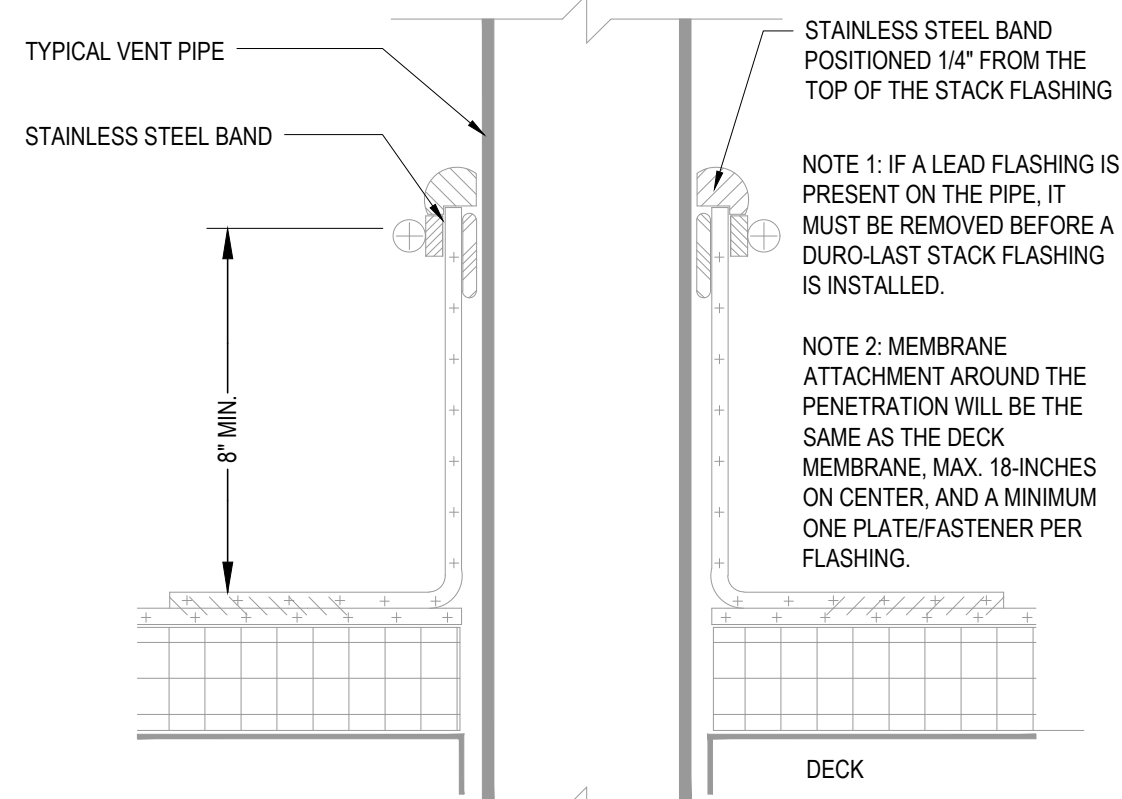 TYPICAL VENT PIPE
STAINLESS STEEL BAND
8" MIN.
STAINLESS STEEL BAND
POSITIONED 1/4" FROM THE
TOP OF THE STACK FLASHING
NOTE 1: IF A LEAD FLASHING IS
PRESENT ON THE PIPE, IT
MUST BE REMOVED BEFORE A
DURO-LAST STACK FLASHING
IS INSTALLED.
NOTE 2: MEMBRANE
ATTACHMENT AROUND THE
PENETRATION WILL BE THE
SAME AS THE DECK
MEMBRANE, MAX. 18-INCHES
ON CENTER, AND A MINIMUM
ONE PLATE/FASTENER PER
FLASHING.
DECK